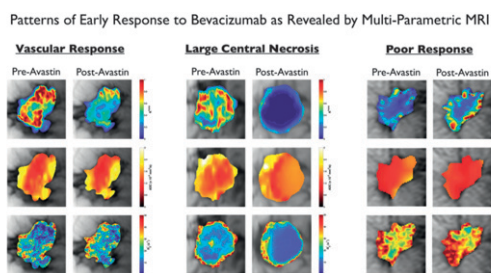 Patterns of Early Response to Bevacizumab as Revealed by Multi-Parametric MRI
Vascular Response
Large Central Necrosis
Poor Response
Pre-Avastin Post-Avastin
Pre-Avastin Post-Avastin
Pre-Avastin Post-Avastin